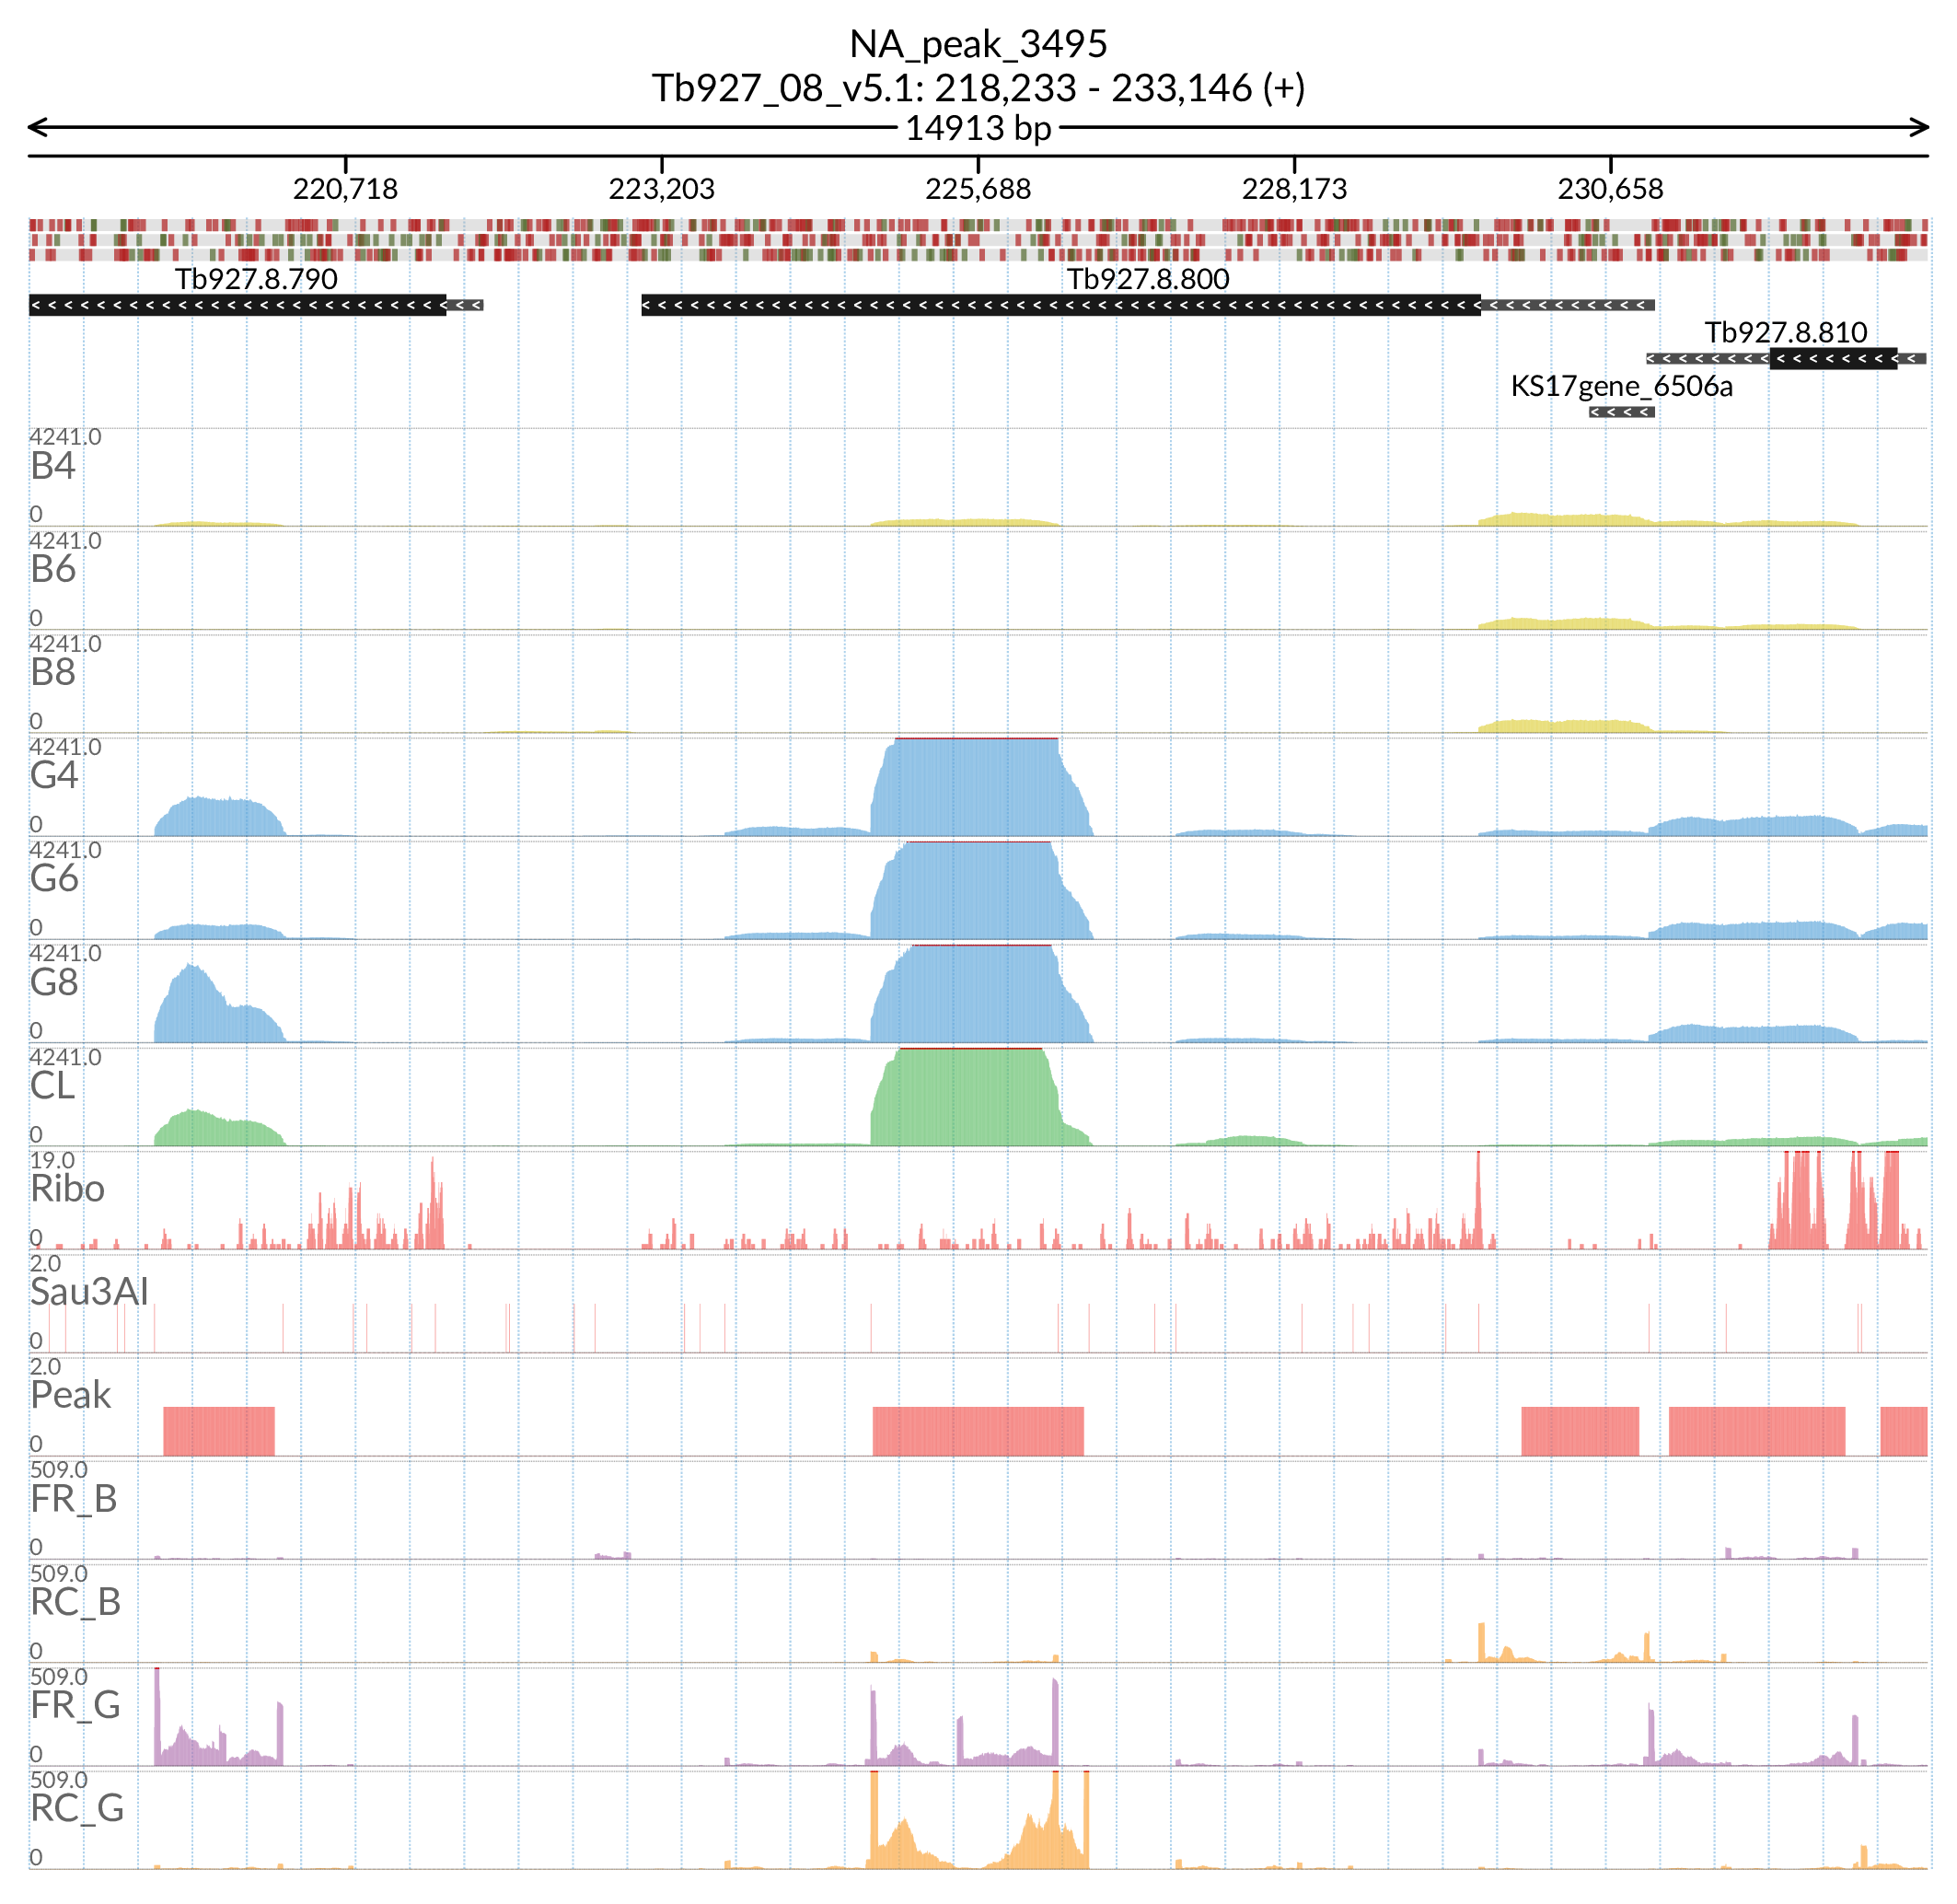 NA_peak_3495
Tb927_08_v5.1: 218,233 - 233,146 (+)
14913 bp
220,718 223,203 225,688 228,173 230,658
Tb927.8.790 Tb927.8.800
Tb927.8.810
KS17gene_6506a
4241.0
B4
0
4241.0
B6
0
4241.0
B8
0
4241.0
G4
0
4241.0
G6
0
4241.0
G8
0
4241.0
CL
0
19.0
Ribo
0
2.0
Sau3AI
0
2.0
Peak
0
509.0
FR_B
0
509.0
RC_B
0
509.0
FR_G
0
509.0
RC_G
0